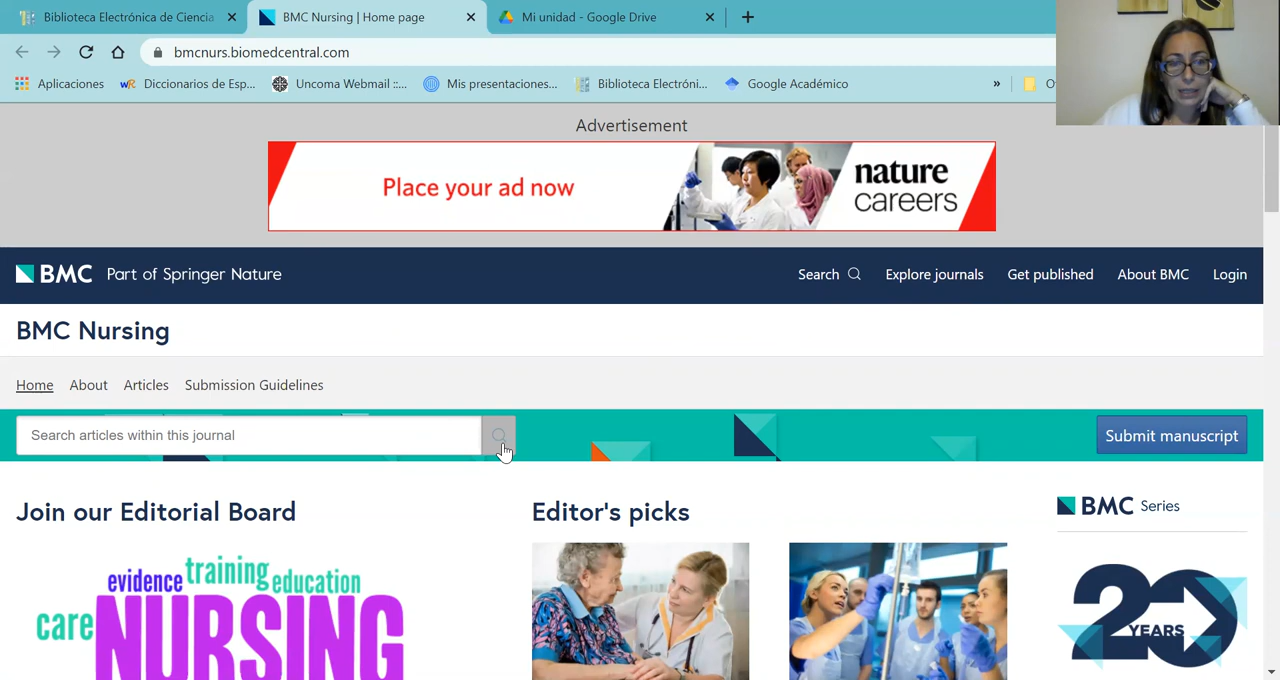 Biblioteca Electrónica de Ciencia
BMC Nursing | Home page
Mi unidad - Google Drive
bmcnurs.biomedcentral.com
Aplicaciones
wR Diccionarios de Esp...
Uncoma Webmail ::...
Mis presentaciones...
Biblioteca Electróni...
Google Académico
»
Advertisement
Place your ad now
nature
careers
BMC Part of Springer Nature
Search
Explore journals
Get published
About BMC
Login
BMC Nursing
Home
About
Articles
Submission Guidelines
Search articles within this journal
Submit manuscript
Join our Editorial Board
Editor's picks
BMC Series
evidence
training
education
care
NURSING
20
YEARS